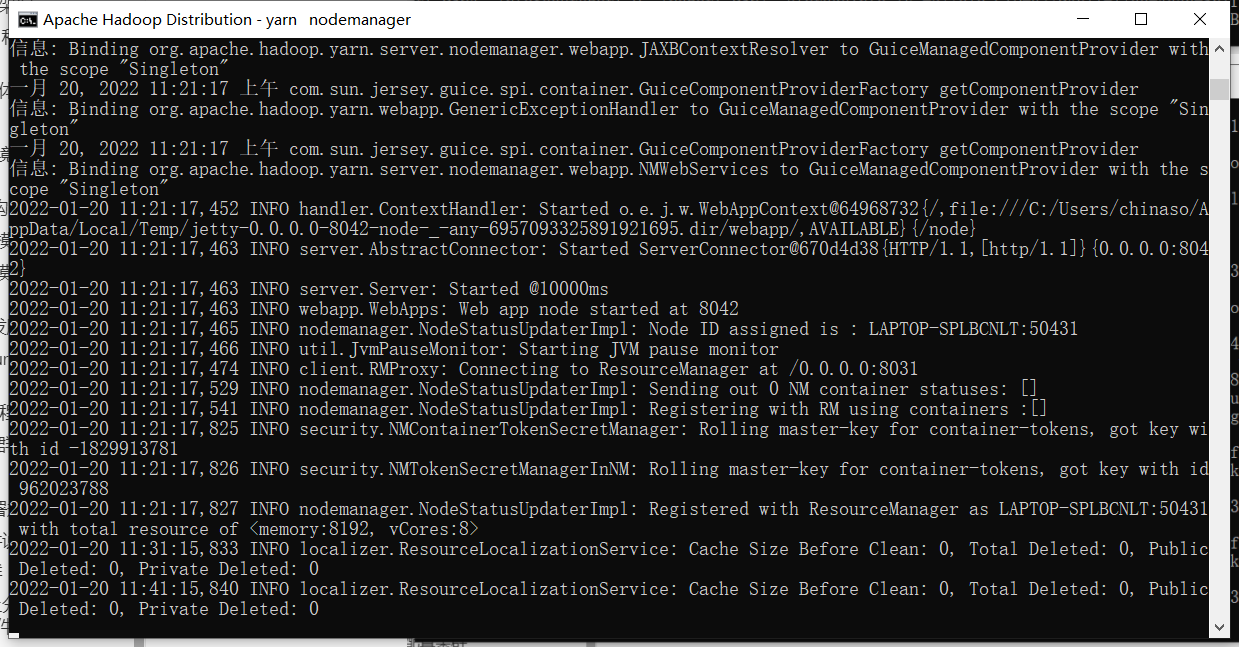 Apache Hadoop Distribution - yarn nodemanager
信息: Binding org.apache.hadoop.yarn.server.nodemanager.webapp.JAXBContextResolver to GuiceManagedComponentProvider with
the scope "Singleton"
一月 20, 2022 11:21:17 上午 com.sun.jersey.guice.spi.container.GuiceComponentProviderFactory getComponentProvider
信息: Binding org.apache.hadoop.yarn.webapp.GenericExceptionHandler to GuiceManagedComponentProvider with the scope "Sin
gleton"
一月 20, 2022 11:21:17 上午 com.sun.jersey.guice.spi.container.GuiceComponentProviderFactory getComponentProvider
信息: Binding org.apache.hadoop.yarn.server.nodemanager.webapp.NMWebServices to GuiceManagedComponentProvider with the s
cope "Singleton"
2022-01-20 11:21:17,452 INFO handler.ContextHandler: Started o.e.j.w.WebAppContext@64968732{/,file:///C:/Users/chinaso/A
ppData/Local/Temp/jetty-0.0.0.0-8042-node-_-any-6957093325891921695.dir/webapp/,AVAILABLE}{/node}
2022-01-20 11:21:17,463 INFO server.AbstractConnector: Started ServerConnector@670d4d38{HTTP/1.1,[http/1.1]}{0.0.0.0:804
2}
2022-01-20 11:21:17,463 INFO server.Server: Started @10000ms
2022-01-20 11:21:17,463 INFO webapp.WebApps: Web app node started at 8042
2022-01-20 11:21:17,465 INFO nodemanager.NodeStatusUpdaterImpl: Node ID assigned is : LAPTOP-SPLBCNLT:50431
2022-01-20 11:21:17,466 INFO util.JvmPauseMonitor: Starting JVM pause monitor
2022-01-20 11:21:17,474 INFO client.RMProxy: Connecting to ResourceManager at /0.0.0.0:8031
2022-01-20 11:21:17,529 INFO nodemanager.NodeStatusUpdaterImpl: Sending out 0 NM container statuses: []
2022-01-20 11:21:17,541 INFO nodemanager.NodeStatusUpdaterImpl: Registering with RM using containers :[]
2022-01-20 11:21:17,825 INFO security.NMContainerTokenSecretManager: Rolling master-key for container-tokens, got key wi
th id -1829913781
2022-01-20 11:21:17,826 INFO security.NMTokenSecretManagerInNM: Rolling master-key for container-tokens, got key with id
962023788
2022-01-20 11:21:17,827 INFO nodemanager.NodeStatusUpdaterImpl: Registered with ResourceManager as LAPTOP-SPLBCNLT:50431
with total resource of <memory:8192, vCores:8>
2022-01-20 11:31:15,833 INFO localizer.ResourceLocalizationService: Cache Size Before Clean: 0, Total Deleted: 0, Public
Deleted: 0, Private Deleted: 0
2022-01-20 11:41:15,840 INFO localizer.ResourceLocalizationService: Cache Size Before Clean: 0, Total Deleted: 0, Public
Deleted: 0, Private Deleted: 0